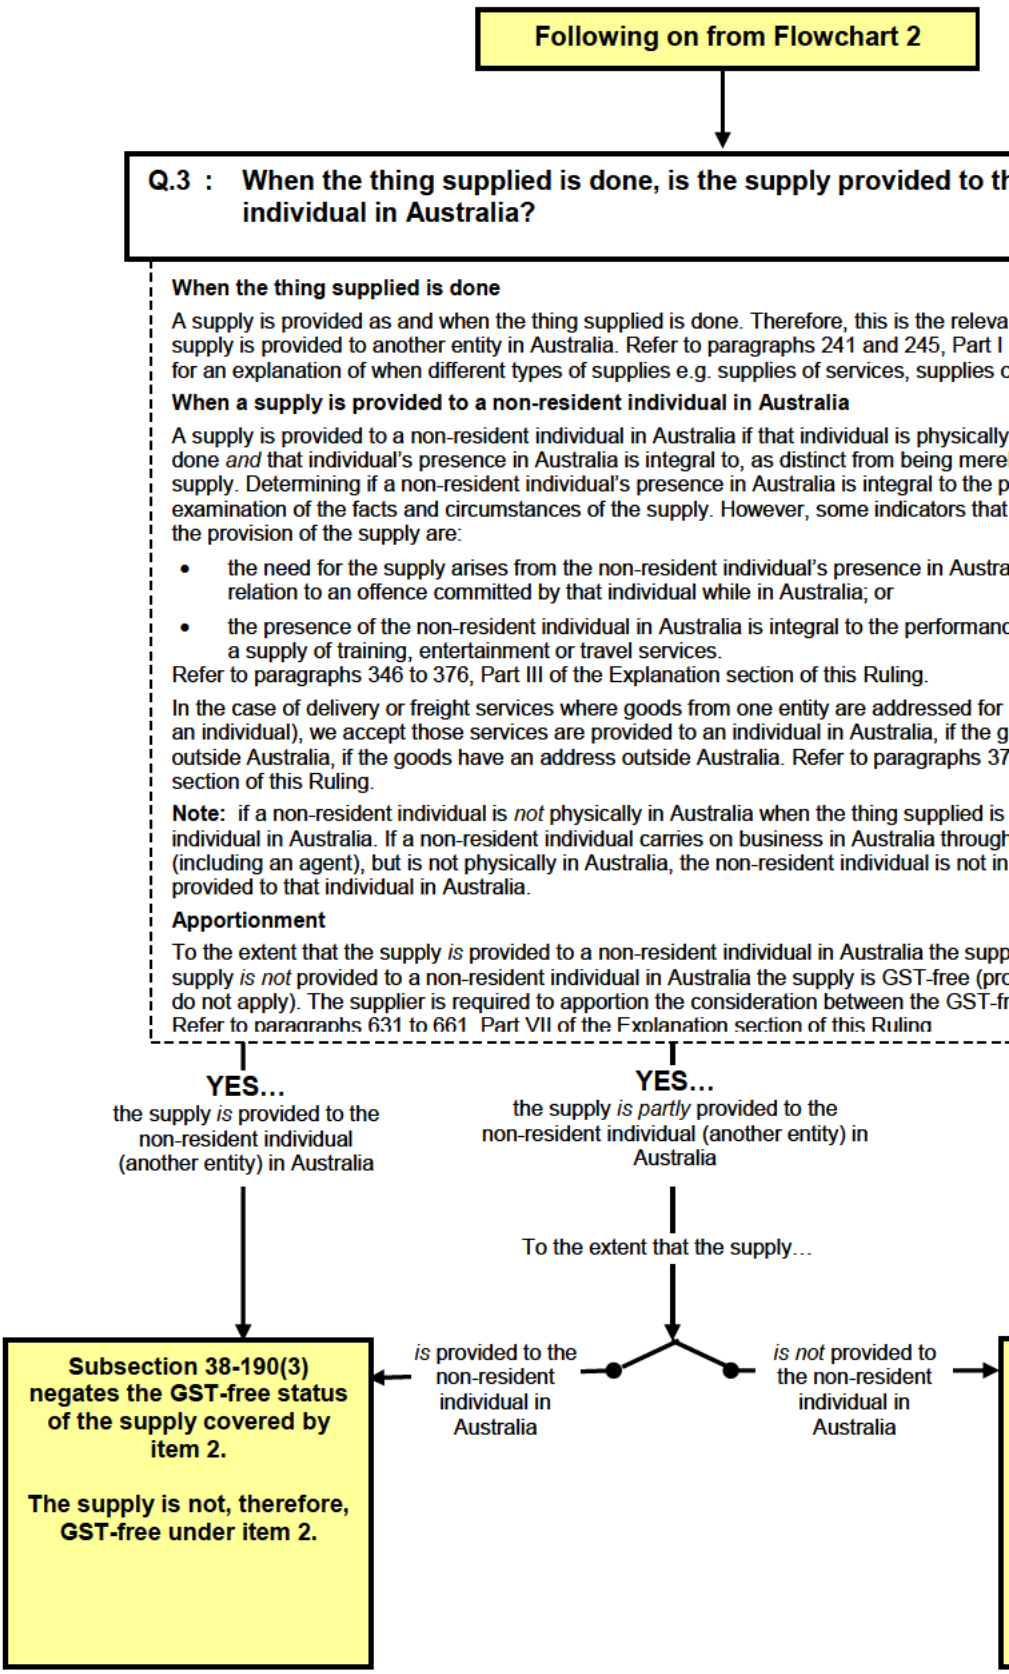 Following on from Flowchart 2
Q.3 : When the thing supplied is done, is the supply provided to th
individual in Australia?
When the thing supplied is done
A supply is provided as and when the thing supplied is done. Therefore, this is the releva
supply is provided to another entity in Australia. Refer to paragraphs 241 and 245, Part I
for an explanation of when different types of supplies e.g. supplies of services, supplies o
When a supply is provided to a non-resident individual in Australia
A supply is provided to a non-resident individual in Australia if that individual is physically
done and that individual's presence in Australia is integral to, as distinct from being merel
supply. Determining if a non-resident individual's presence in Australia is integral to the p
examination of the facts and circumstances of the supply. However, some indicators that
the provision of the supply are:
• the need for the supply arises from the non-resident individual's presence in Austra
relation to an offence committed by that individual while in Australia; or
• the presence of the non-resident individual in Australia is integral to the performanc
a supply of training, entertainment or travel services.
Refer to paragraphs 346 to 376, Part III of the Explanation section of this Ruling.
In the case of delivery or freight services where goods from one entity are addressed for
an individual), we accept those services are provided to an individual in Australia, if the g
outside Australia, if the goods have an address outside Australia. Refer to paragraphs 37
section of this Ruling.
Note: if a non-resident individual is not physically in Australia when the thing supplied is
individual in Australia. If a non-resident individual carries on business in Australia through
(including an agent), but is not physically in Australia, the non-resident individual is not in
provided to that individual in Australia.
Apportionment
To the extent that the supply is provided to a non-resident individual in Australia the supp
supply is not provided to a non-resident individual in Australia the supply is GST-free (pro
do not apply). The supplier is required to apportion the consideration between the GST-fr
Refer to paragraphs 631 to 661, Part VII of the Explanation section of this Ruling
YES...
the supply is provided to the
non-resident individual
(another entity) in Australia
YES...
the supply is partly provided to the
non-resident individual (another entity) in
Australia
To the extent that the supply...
is provided to the
non-resident
individual in
Australia
is not provided to
the non-resident
individual in
Australia
Subsection 38-190(3)
negates the GST-free status
of the supply covered by
item 2.
The supply is not, therefore,
GST-free under item 2.